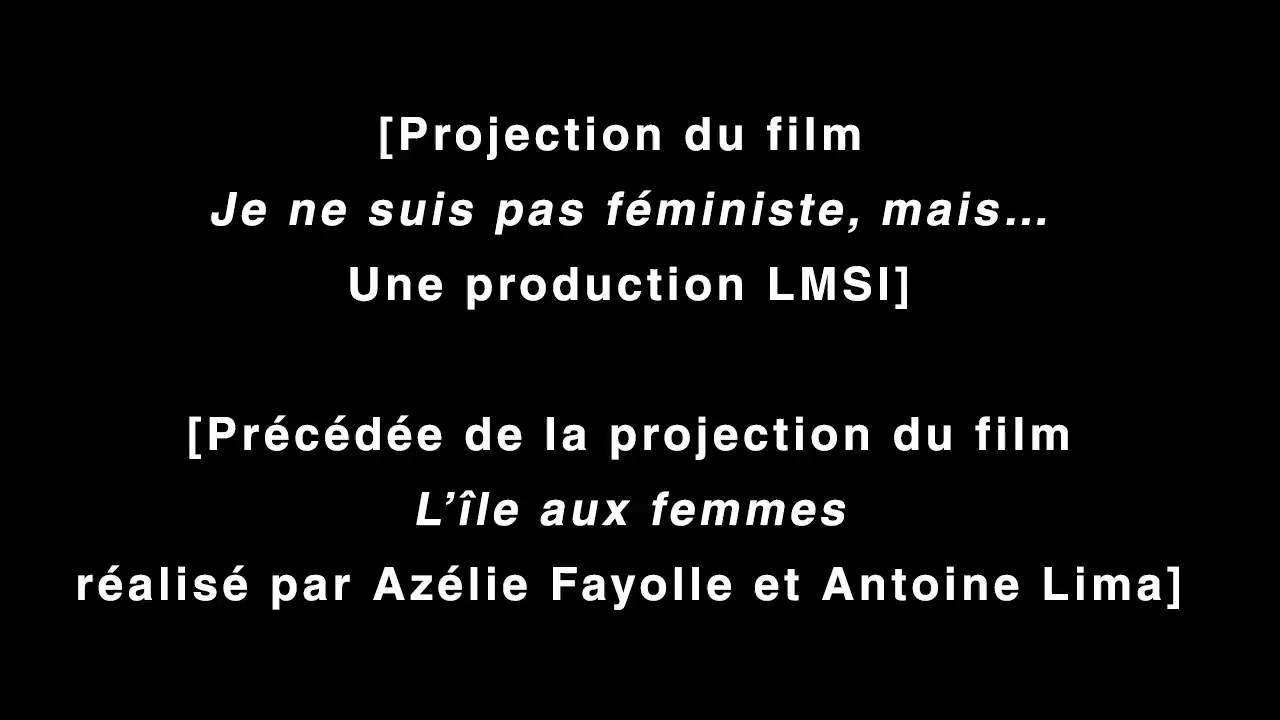 [Projection du film
Je ne suis pas féministe, mais...
Une production LMSI]
[Précédée de la projection du film
L’île aux femmes
réalisé par Azélie Fayolle et Antoine Lima]